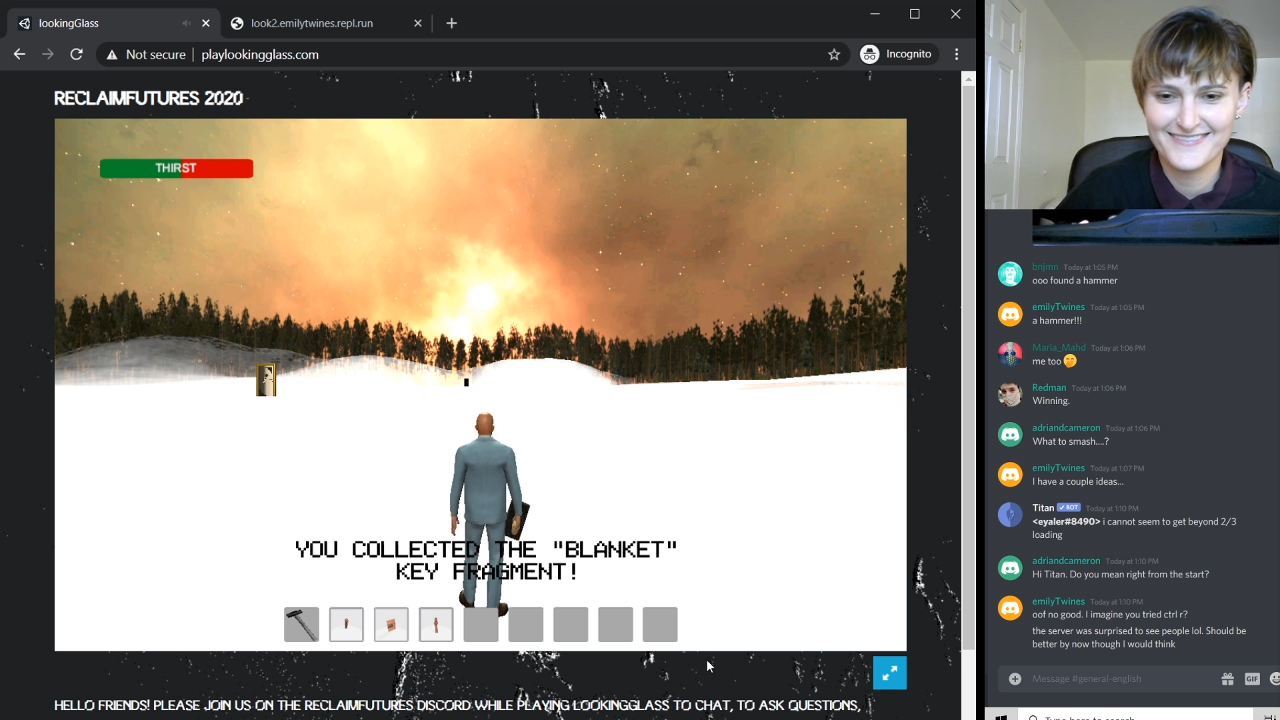 lookingGlass
look2.emilytwines.repl.run
Not secure
playlookingglass.com
Incognito
RECLAIMFUTURES 2020
THIRST
YOU COLLECTED THE "BLANKET"
KEY FRAGMENT!
HELLO FRIENDS! PLEASE JOIN US ON THE RECLAIMFUTURES DISCORD WHILE PLAYING LOOKINGGLASS TO CHAT, TO ASK QUESTIONS,
bnjmn Today at 1:05 PM
ooo found a hammer
emilyTwines Today at 1:05 PM
a hammer!!!
Maria_Mahd Today at 1:06 PM
me too
Redman Today at 1:06 PM
Winning.
adriandcameron Today at 1:06 PM
What to smash....?
emilyTwines Today at 1:07 PM
I have a couple ideas...
Titan BOT Today at 1:10 PM
<eyaler#8490> i cannot seem to get beyond 2/3
loading
adriandcameron Today at 1:10 PM
Hi Titan. Do you mean right from the start?
emilyTwines Today at 1:10 PM
oof no good. I imagine you tried ctrl r?
the server was surprised to see people lol. Should be
better by now though I would think
Message #general-english
GIF